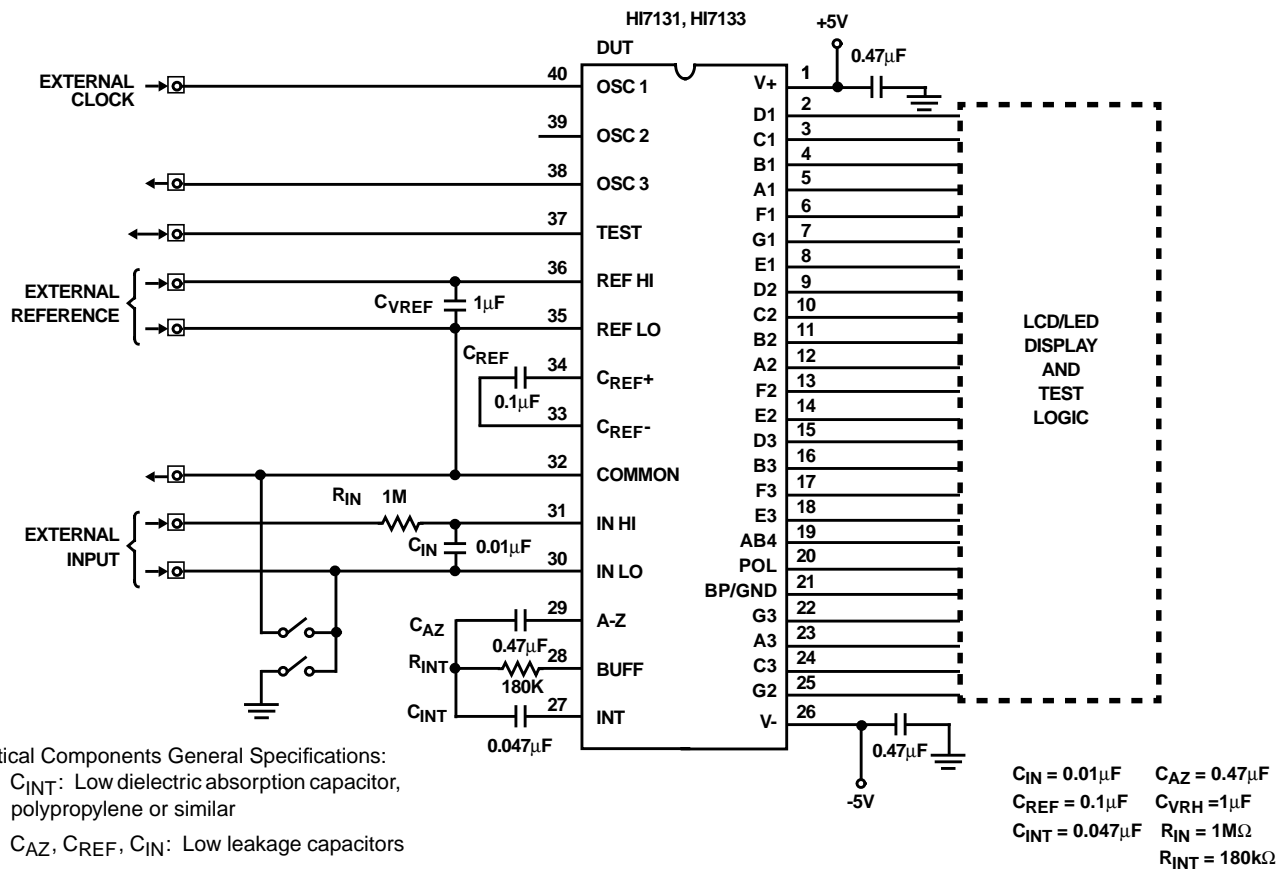 HI7131, HI7133
DUT
+5V
0.47μF
EXTERNAL
CLOCK
40
OSC 1
39
OSC 2
38
OSC 3
37
TEST
EXTERNAL
REFERENCE
36
REF HI
CVREF
1μF
35
REF LO
CREF
34
CREF+
0.1μF
33
CREF-
32
COMMON
EXTERNAL
INPUT
RIN 1M
31
IN HI
CIN
0.01μF
30
IN LO
CAZ
29
A-Z
0.47μF
RINT
28
BUFF
180K
CINT
27
INT
0.047μF
V+ 1
D1 2
C1 3
B1 4
A1 5
F1 6
G1 7
E1 8
D2 9
C2 10
B2 11
A2 12
F2 13
E2 14
D3 15
B3 16
F3 17
E3 18
AB4 19
POL 20
BP/GND 21
G3 22
A3 23
C3 24
G2 25
V- 26
LCD/LED
DISPLAY
AND
TEST
LOGIC
0.47μF
-5V
tical Components General Specifications:
CINT: Low dielectric absorption capacitor,
polypropylene or similar
CAZ, CREF, CIN: Low leakage capacitors
CIN = 0.01μF CAZ = 0.47μF
CREF = 0.1μF CVRH =1μF
CINT = 0.047μF RIN = 1MΩ
RINT = 180kΩ